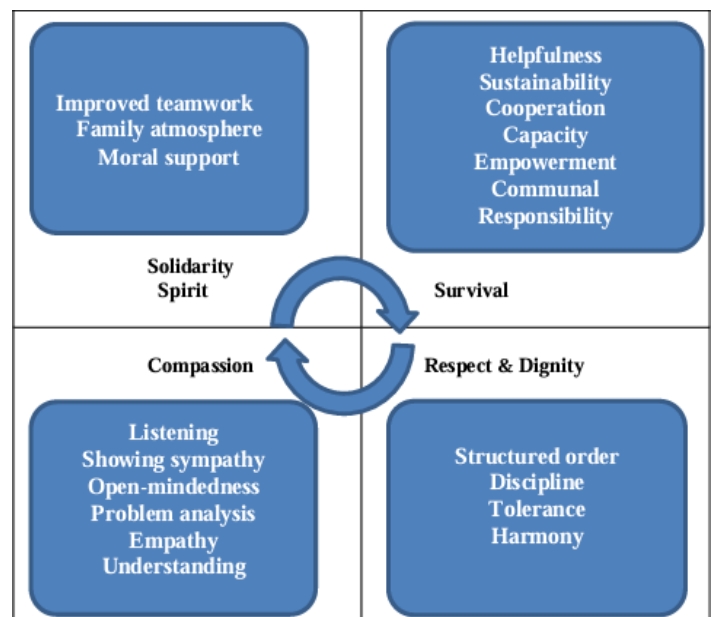 Improved teamwork
Family atmosphere
Moral support
Solidarity
Spirit
Helpfulness
Sustainability
Cooperation
Capacity
Empowerment
Communal
Responsibility
Survival
Compassion
Listening
Showing sympathy
Open-mindedness
Problem analysis
Empathy
Understanding
Respect & Dignity
Structured order
Discipline
Tolerance
Harmony